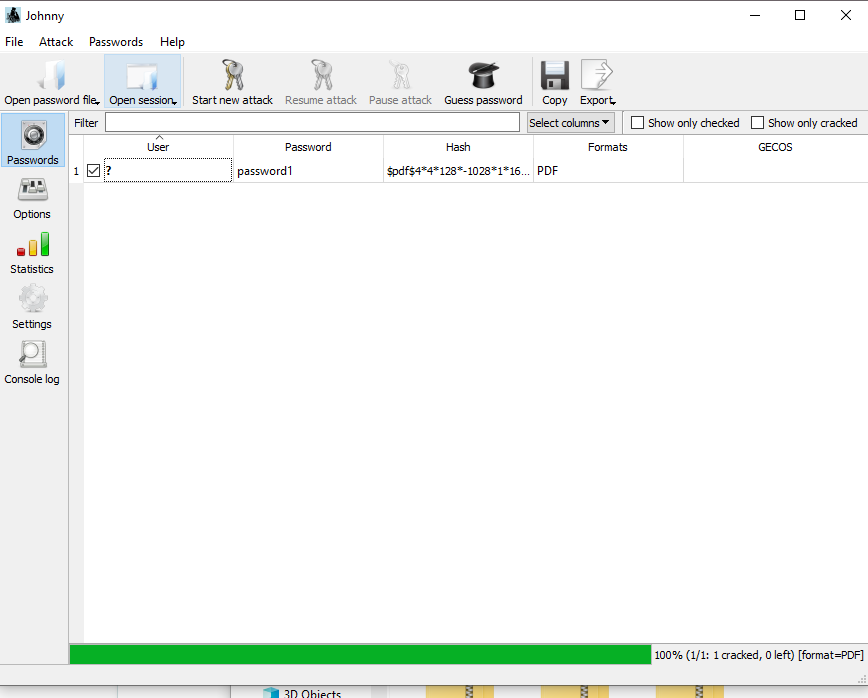 Johnny
File Attack Passwords Help
Open password file Open session Start new attack Resume attack Pause attack Guess password Copy Export
Passwords
Options
Statistics
Settings
Console log
Filter Select columns Show only checked Show only cracked
User Password Hash Formats GECOS
1 ? password1 $pdf$4*4*128*-1028*1*16... PDF
100% (1/1: 1 cracked, 0 left) [format=PDF]
3D Objects